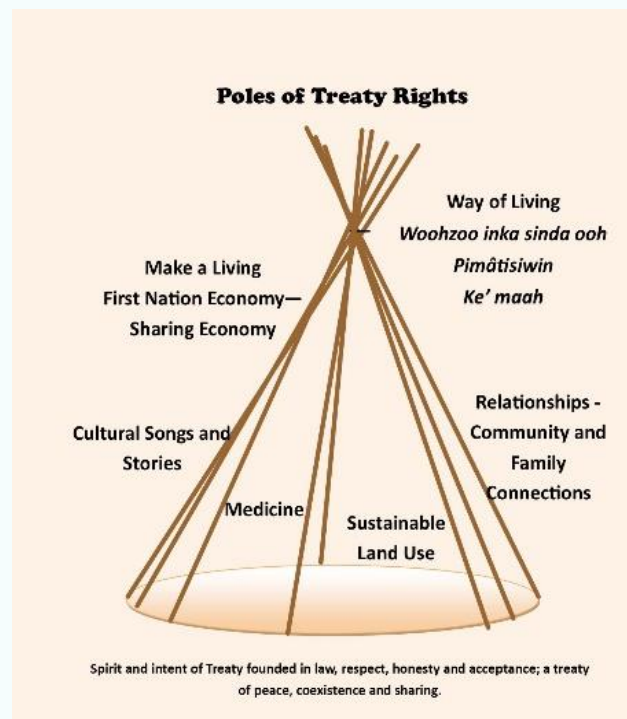 Poles of Treaty Rights
Way of Living
Woohzoo inka sinda ooh
Pimâtisiwin
Ke’ maah
Make a Living
First Nation Economy—
Sharing Economy
Cultural Songs and
Stories
Medicine
Sustainable
Land Use
Relationships -
Community and
Family
Connections
Spirit and intent of Treaty founded in law, respect, honesty and acceptance; a treaty
of peace, coexistence and sharing.